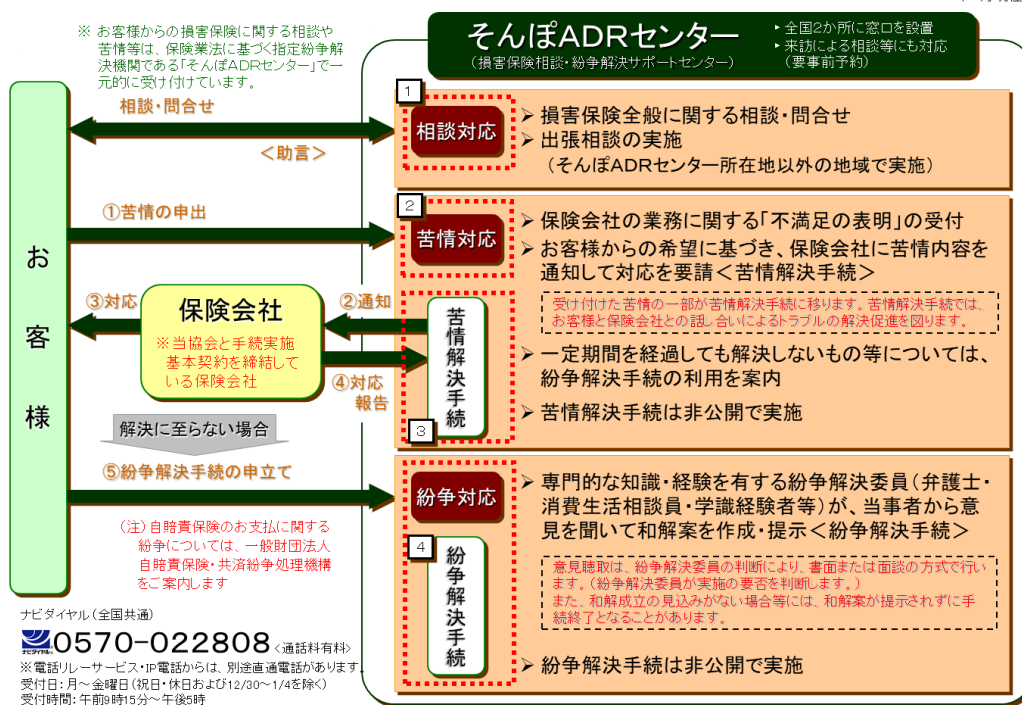 ※ お客様からの損害保険に関する相談や
苦情等は、保険業法に基づく指定紛争解
決機関である「そんぽADRセンター」で一
元的に受け付けています。
そんぽADRセンター
(損害保険相談・紛争解決サポートセンター)
▸全国2か所に窓口を設置
▸来訪による相談等にも対応
(要事前予約)
お客様
相談・問合せ
<助言>
1
相談対応
➢ 損害保険全般に関する相談・問合せ
➢ 出張相談の実施
(そんぽADRセンター所在地以外の地域で実施)
①苦情の申出
2
苦情対応
➢ 保険会社の業務に関する「不満足の表明」の受付
➢ お客様からの希望に基づき、保険会社に苦情内容を
通知して対応を要請<苦情解決手続>
受け付けた苦情の一部が苦情解決手続に移ります。苦情解決手続では、
お客様と保険会社との話し合いによるトラブルの解決促進を図ります。
③対応
保険会社
※当協会と手続実施
基本契約を締結して
いる保険会社
②通知
④対応
報告
苦情解決手続
3
➢ 一定期間を経過しても解決しないもの等については、
紛争解決手続の利用を案内
➢ 苦情解決手続は非公開で実施
解決に至らない場合
⑤紛争解決手続の申立て
紛争対応
4
紛争解決手続
➢ 専門的な知識・経験を有する紛争解決委員(弁護士・
消費生活相談員・学識経験者等)が、当事者から意
見を聞いて和解案を作成・提示<紛争解決手続>
意見聴取は、紛争解決委員の判断により、書面または面談の方式で行い
ます。(紛争解決委員が実施の要否を判断します。)
また、和解成立の見込みがない場合等には、和解案が提示されずに手
続終了となることがあります。
➢ 紛争解決手続は非公開で実施
(注)自賠責保険のお支払に関する
紛争については、一般財団法人
自賠責保険・共済紛争処理機構
をご案内します
ナビダイヤル(全国共通)
ナビダイヤル
0570-022808<通話料有料>
※電話リレーサービス・IP電話からは、別途直通電話があります。
受付日:月~金曜日(祝日・休日および12/30~1/4を除く)
受付時間:午前9時15分~午後5時